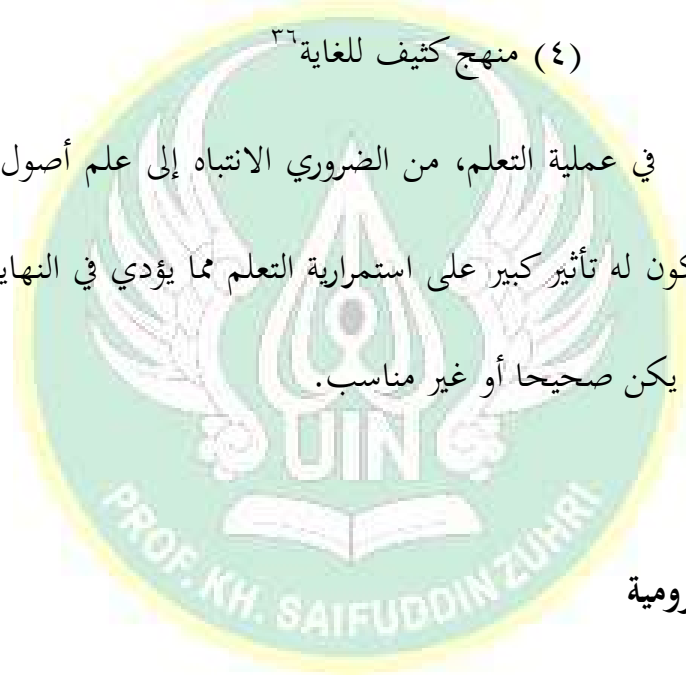 (٤) منهج كثيف للغاية٣٦
في عملية التعلم، من الضروري الانتباه إلى علم أصول
كون له تأثير كبير على استمرارية التعلم مما يؤدي في النهاي
يكن صحيحا أو غير مناسب.
UIN
PROF. KH. SAIFUDDIN ZUHRI
رومية